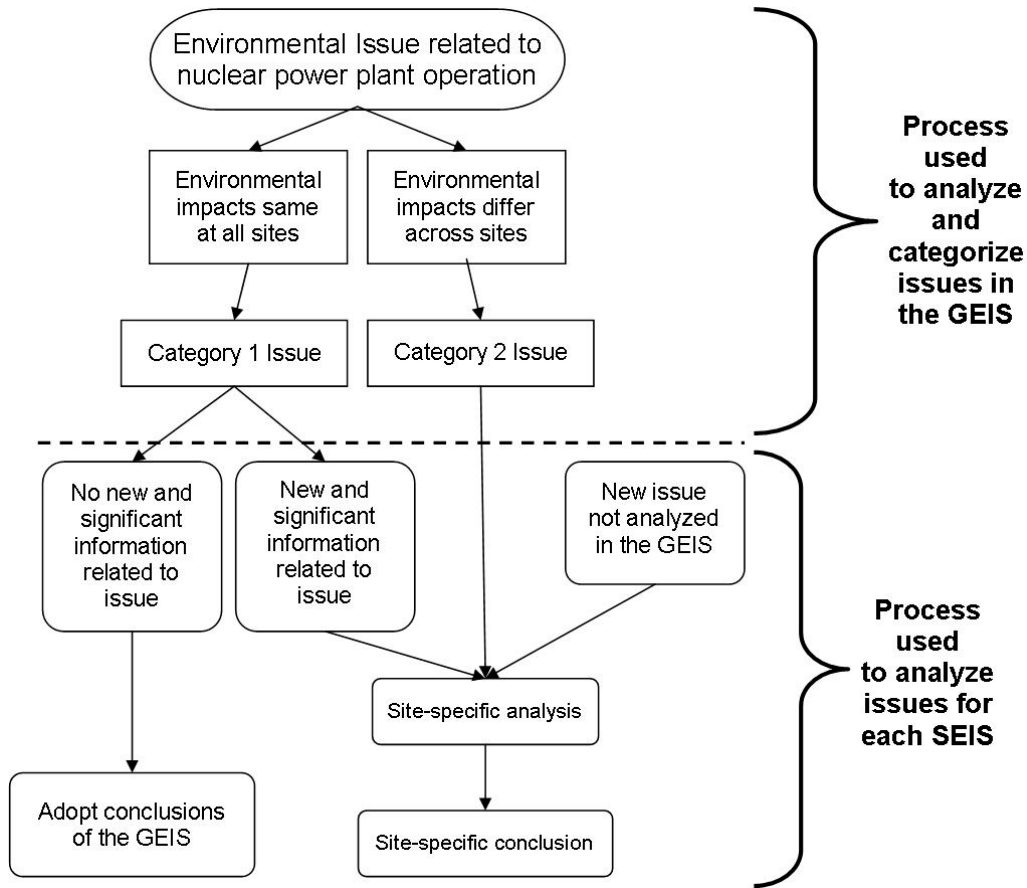 Environmental Issue related to
nuclear power plant operation
Environmental
impacts same
at all sites
Environmental
impacts differ
across sites
Category 1 Issue
Category 2 Issue
Process
used
to analyze
and
categorize
issues in
the GEIS
No new and
significant
information
related to
issue
New and
significant
information
related to
issue
New issue
not analyzed
in the GEIS
Site-specific analysis
Adopt conclusions
of the GEIS
Site-specific conclusion
Process
used
to analyze
issues for
each SEIS